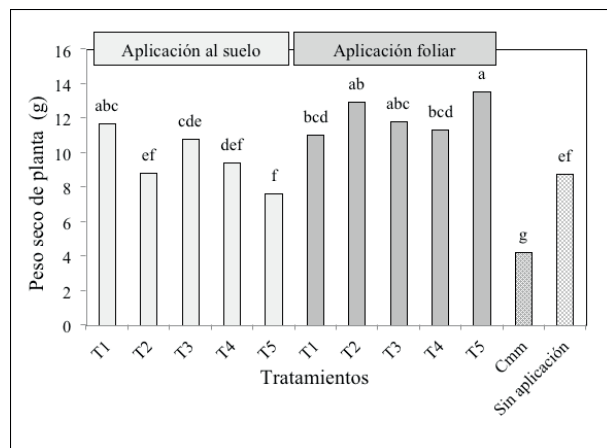 Aplicación al suelo
Aplicación foliar
Peso seco de planta (g)
16
14
12
10
8
6
4
2
0
abc
ef
cde
def
f
bcd
ab
abc
bcd
a
g
ef
T1
T2
T3
T4
T5
T1
T2
T3
T4
T5
Cmm
Sin aplicación
Tratamientos